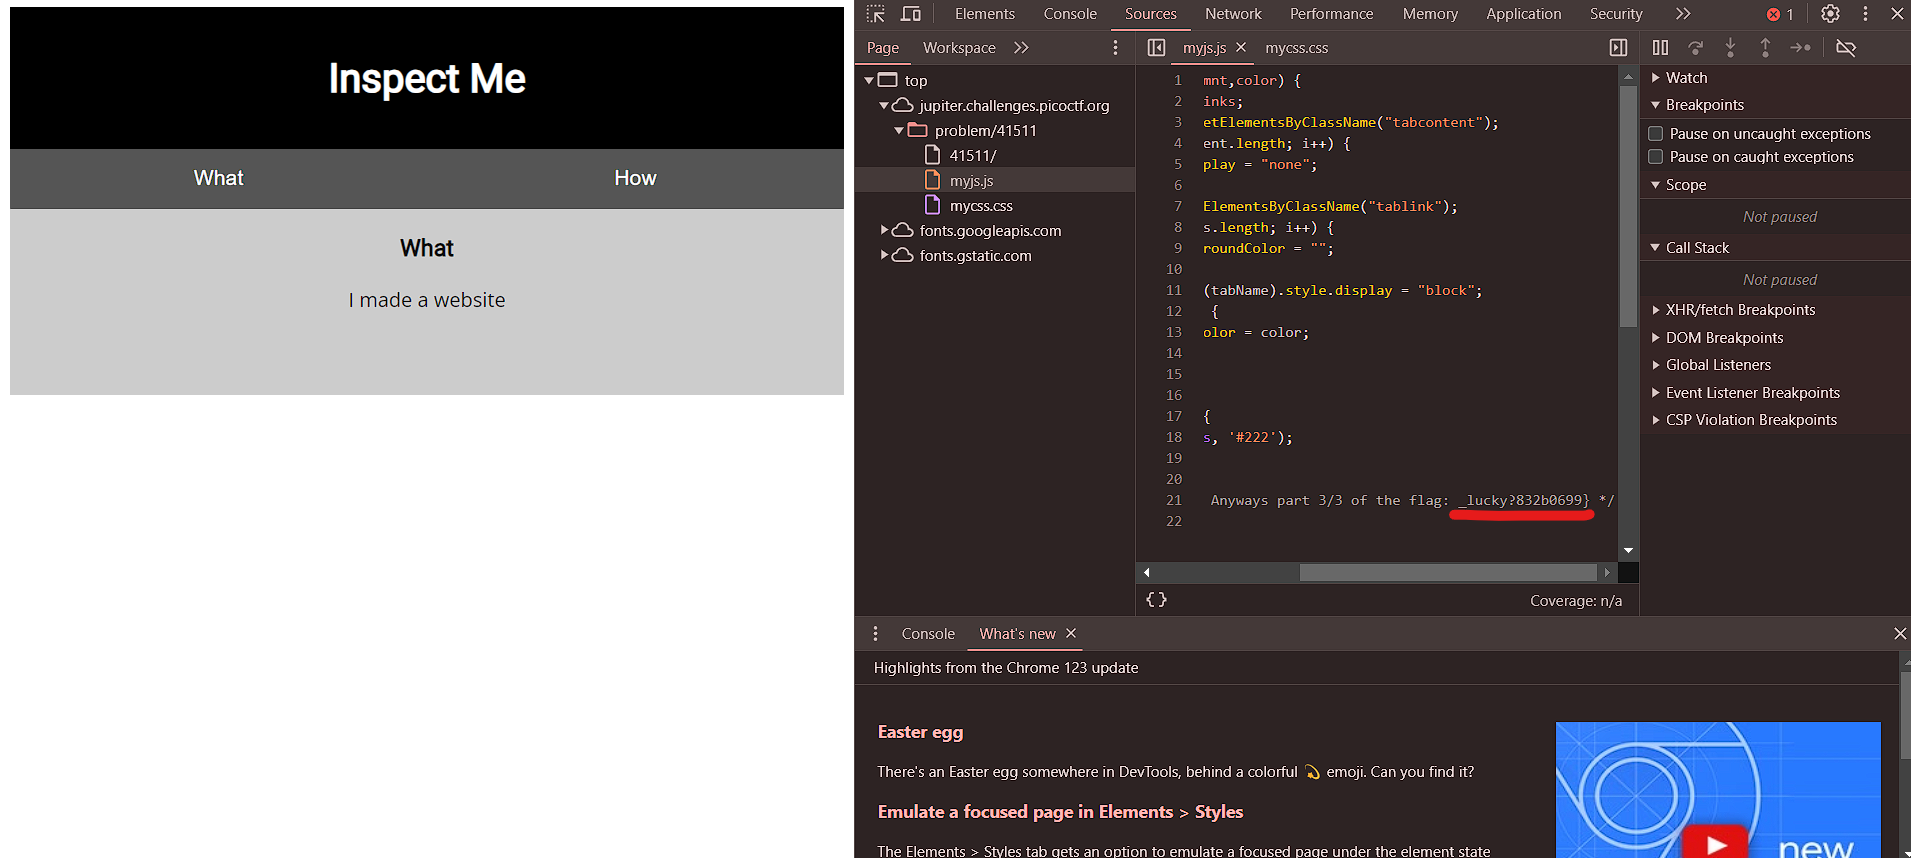 Inspect Me
What
How
What
I made a website
Elements Console Sources Network Performance Memory Application Security 1
Page Workspace
myjs.js mycss.css
top
jupiter.challenges.picoctf.org
problem/41511
41511/
myjs.js
mycss.css
fonts.googleapis.com
fonts.gstatic.com
1 mnt,color) {
2 inks;
3 etElementsByClassName("tabcontent");
4 ent.length; i++) {
5 play = "none";
6
7 ElementsByClassName("tablink");
8 s.length; i++) {
9 roundColor = "";
10
11 (tabName).style.display = "block";
12 {
13 olor = color;
14
15
16
17 {
18 s, '#222');
19
20
21 Anyways part 3/3 of the flag: _lucky?832b0699} */
22
{} Coverage: n/a
Watch
Breakpoints
Pause on uncaught exceptions
Pause on caught exceptions
Scope
Not paused
Call Stack
Not paused
XHR/fetch Breakpoints
DOM Breakpoints
Global Listeners
Event Listener Breakpoints
CSP Violation Breakpoints
Console What's new
Highlights from the Chrome 123 update
Easter egg
There's an Easter egg somewhere in DevTools, behind a colorful 💫 emoji. Can you find it?
Emulate a focused page in Elements > Styles
The Elements > Styles tab gets an option to emulate a focused page under the element state
new